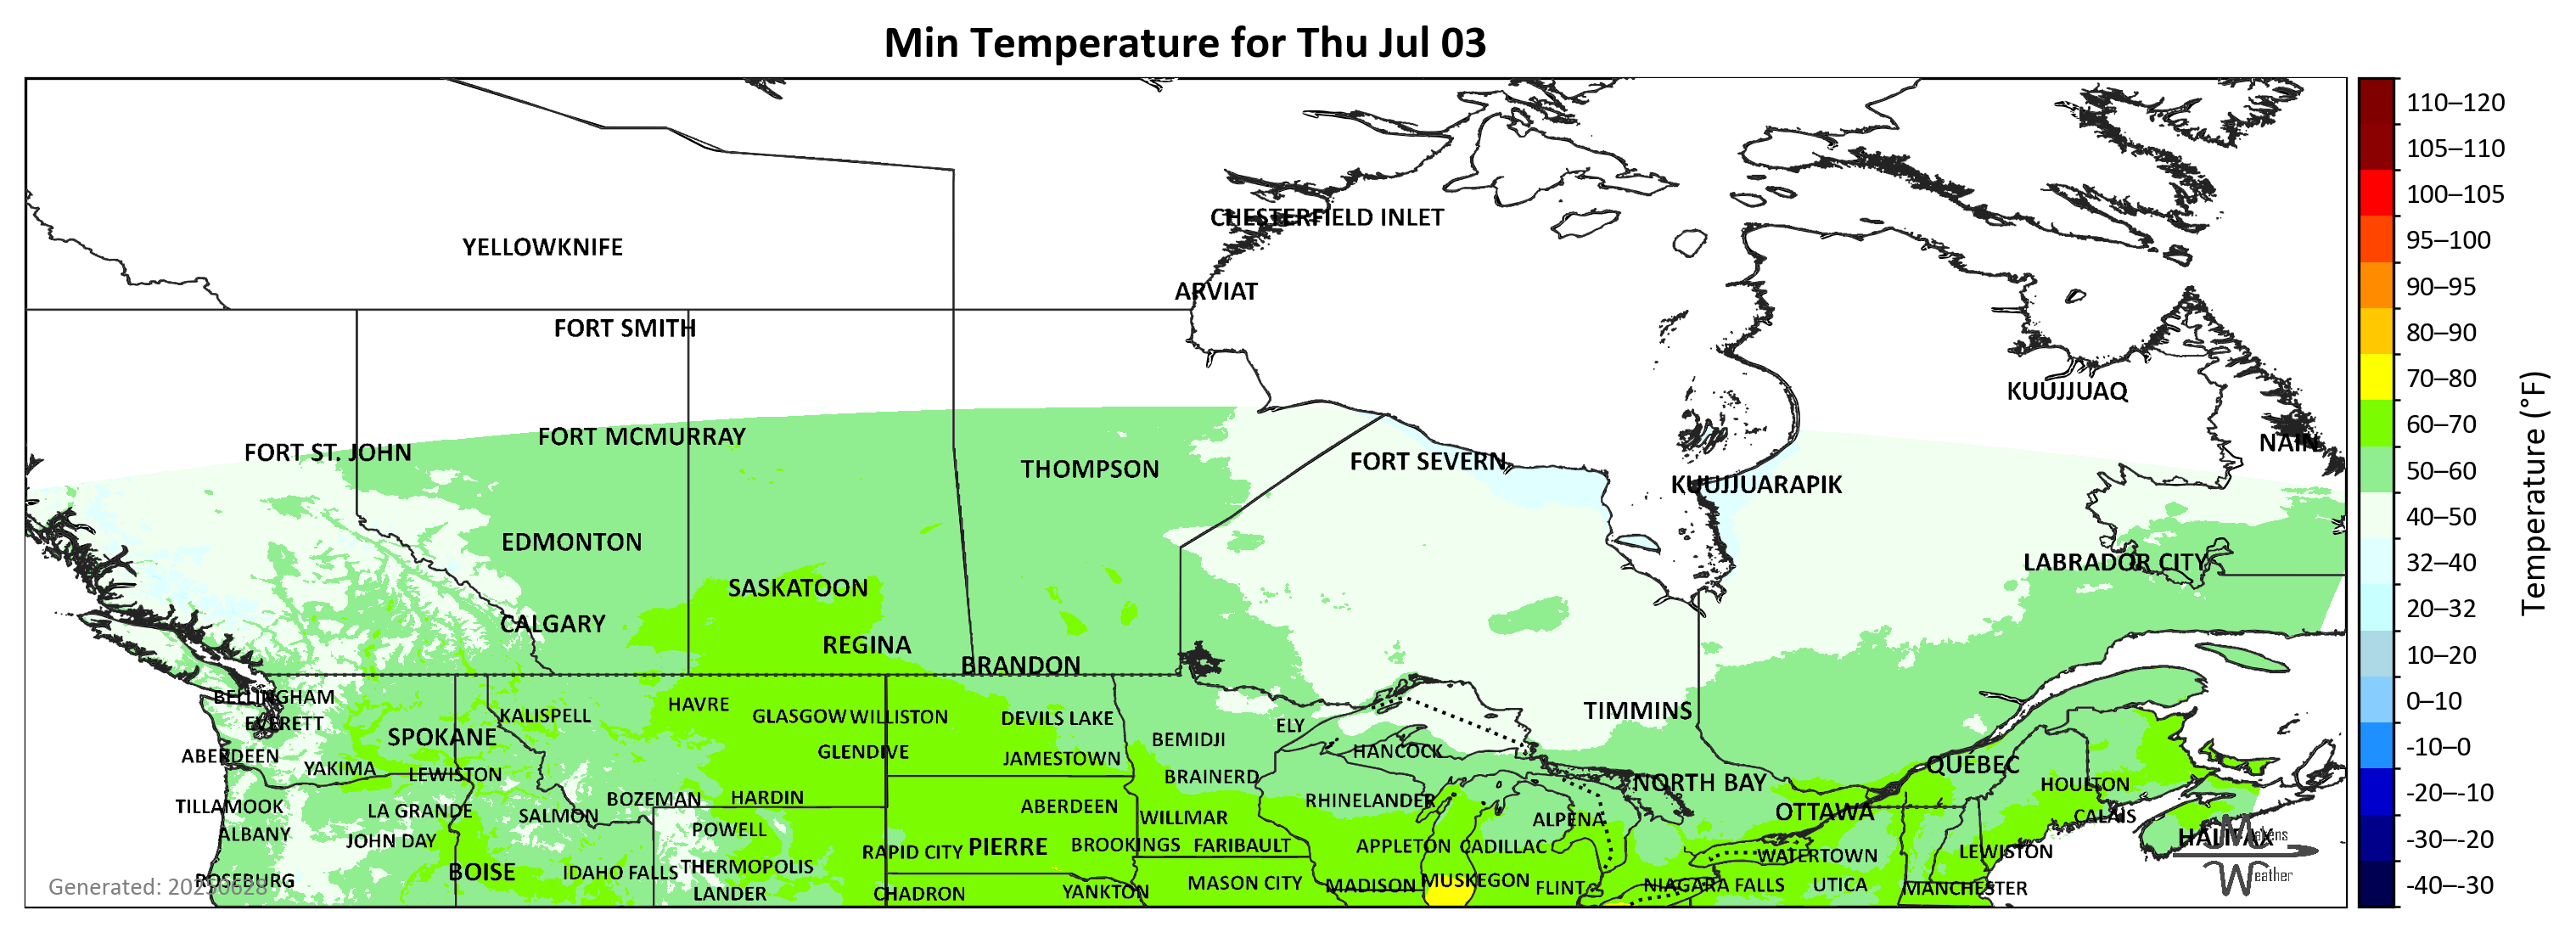 Min Temperature for Thu Jul 03
110–120
105–110
100–105
95–100
90–95
80–90
70–80
60–70
50–60
40–50
32–40
20–32
10–20
0–10
-10–0
-20–-10
-30–-20
-40–-30
Temperature (°F)
CHESTERFIELD INLET
YELLOWKNIFE
ARVIAT
FORT SMITH
KUUJJUAQ
FORT MCMURRAY
NAIN
FORT ST. JOHN
FORT SEVERN
THOMPSON
KUUJJUARAPIK
EDMONTON
LABRADOR CITY
SASKATOON
CALGARY
REGINA
BRANDON
BELLINGHAM
HAVRE
TIMMINS
KALISPELL
GLASGOW
WILLISTON
DEVILS LAKE
EVERETT
ELY
SPOKANE
BEMIDJI
GLENDIVE
HANCOCK
ABERDEEN
JAMESTOWN
QUÉBEC
YAKIMA
LEWISTON
BRAINERD
NORTH BAY
HOULTON
BOZEMAN
HARDIN
RHINELANDER
TILLAMOOK
LA GRANDE
ABERDEEN
SALMON
WILLMAR
OTTAWA
CALAIS
ALPENA
ALBANY
POWELL
HALIFAX
Makens
JOHN DAY
RAPID CITY
PIERRE
BROOKINGS
FARIBAULT
APPLETON
CADILLAC
WATERTOWN
LEWISTON
BOISE
IDAHO FALLS
THERMOPOLIS
Weather
ROSEBURG
MASON CITY
MADISON
MUSKEGON
FLINT
NIAGARA FALLS
UTICA
MANCHESTER
LANDER
CHADRON
YANKTON
Generated: 20250628